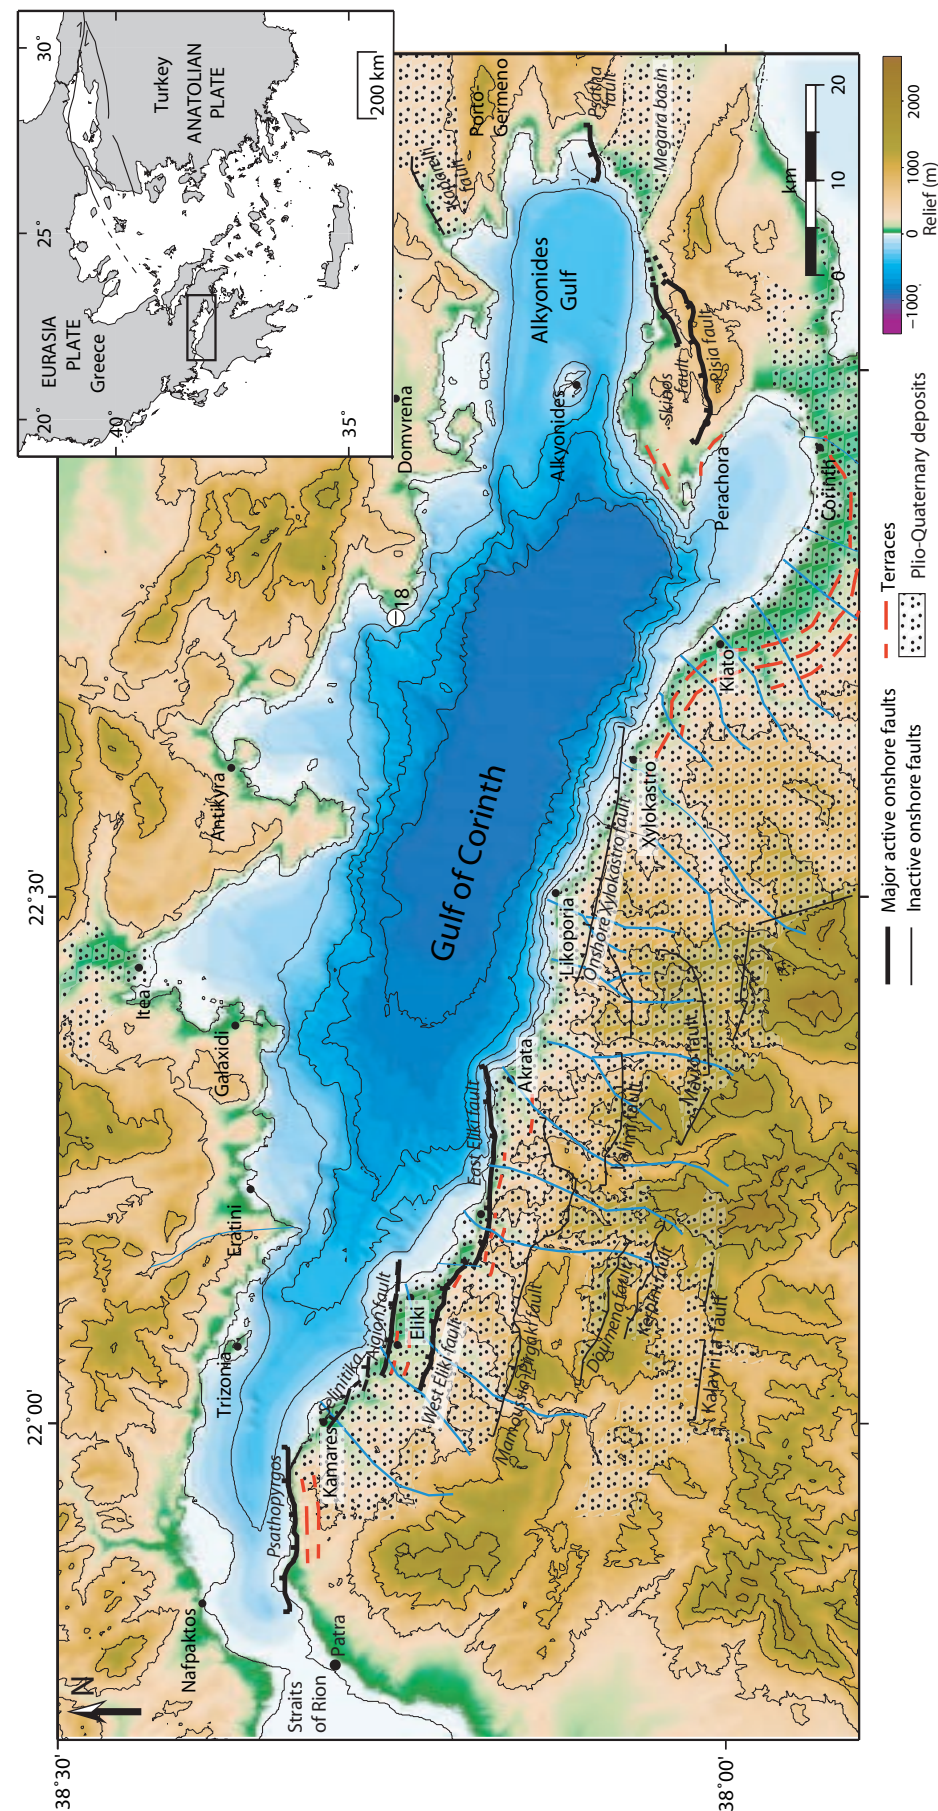 38°30'
38°00'
22°00'
22°30'
N
Nafpaktos
Straits
of Rion
Patra
Psathopyrgos
Kamares
Selinitika
Aigion fault
Trizonia
Eratini
Eliki
West Eliki fault
East Eliki fault
Mamoussia-Pirgaki fault
Doumena fault
Kerpini fault
Kalavrita fault
Valimi fault
Mavro fault
Akrata
Galaxidi
Itea
Likoporia
Onshore Xylokastro fault
Gulf of Corinth
Antikyra
Xylokastro
Kiato
18
Domvrena
Perachora
Corinth
Alkyonides
Alkyonides
Gulf
Skinos
fault
Pisia fault
Kaparelli
fault
Porto-
Germeno
Psatha
fault
Megara basin
0
10
20
km
EURASIA
PLATE
Greece
Turkey
ANATOLIAN
PLATE
20°
25
30°
40
35°
200 km
Major active onshore faults
Inactive onshore faults
Terraces
Plio-Quaternary deposits
−1000
0
1000
2000
Relief (m)